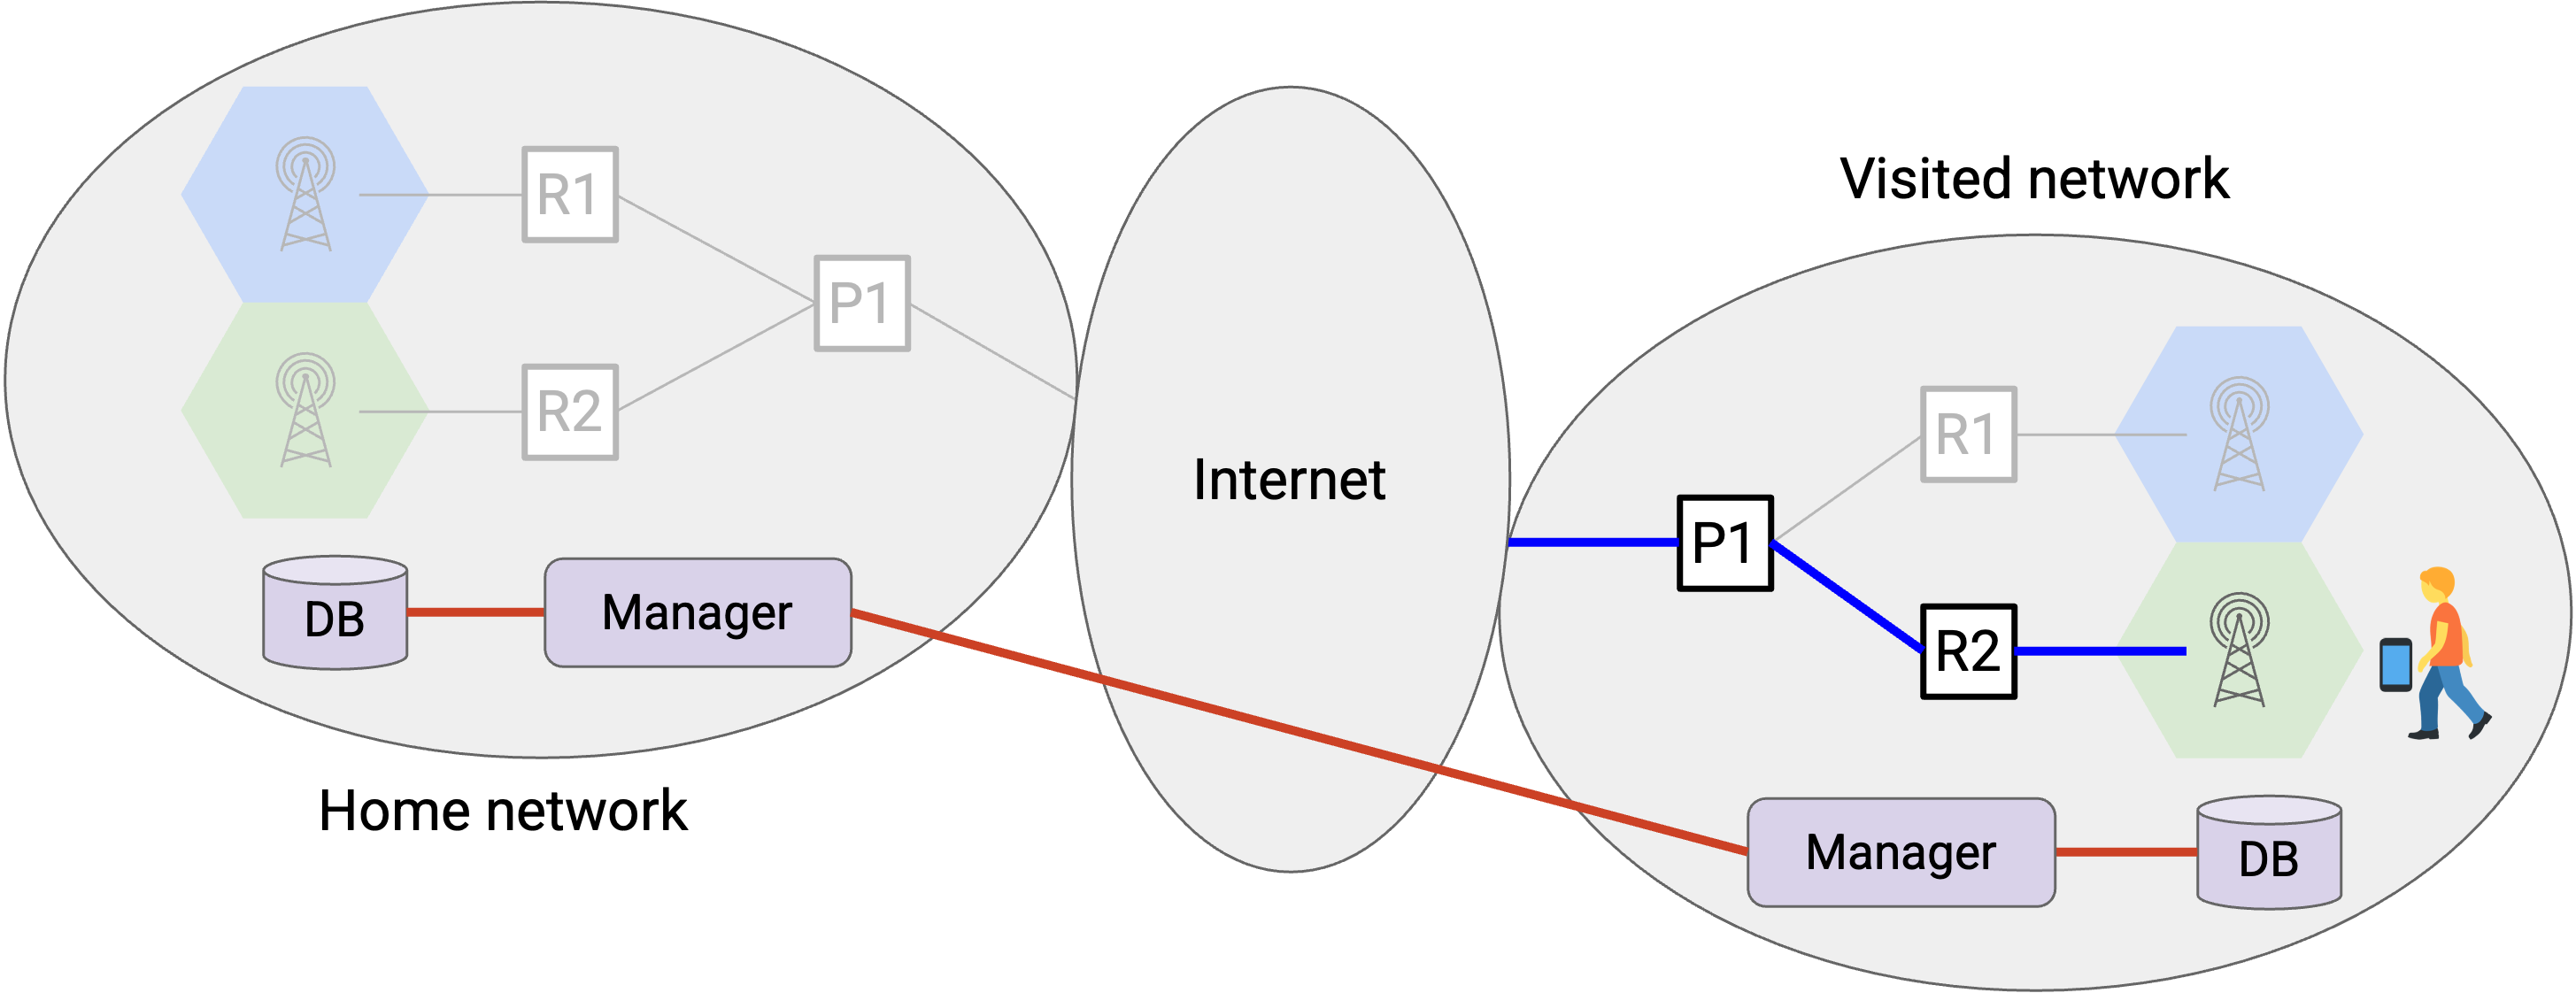 R1
P1
R2
DB
Manager
Home network
Internet
Visited network
R1
P1
R2
Manager
DB